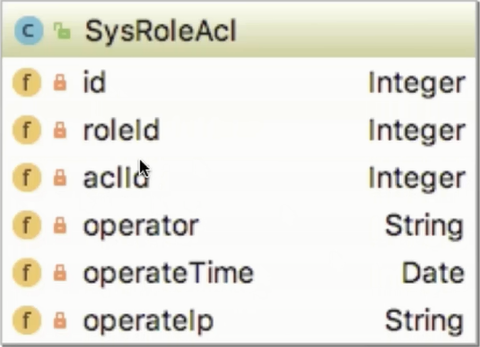 C SysRoleAcl
f id Integer
f roleId Integer
f aclId Integer
f operator String
f operateTime Date
f operateIp String